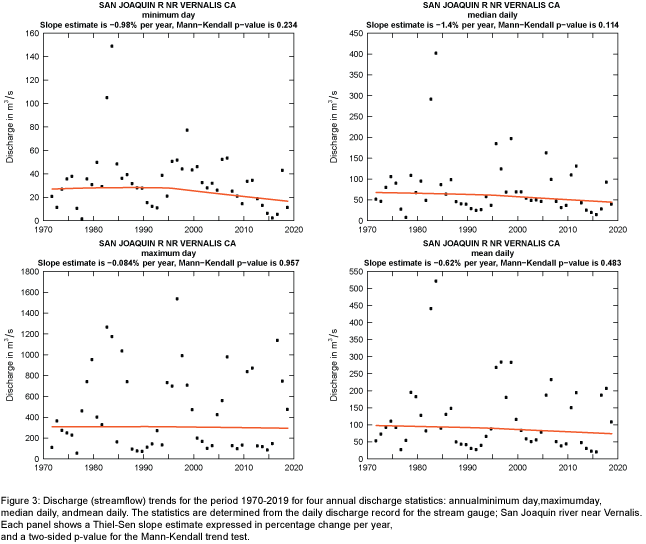 SAN JOAQUIN R NR VERNALIS CA
minimum day
Slope estimate is −0.98% per year, Mann−Kendall p−value is 0.234
Discharge in m³/s
160
140
120
100
80
60
40
20
0
1970 1980 1990 2000 2010 2020
SAN JOAQUIN R NR VERNALIS CA
median daily
Slope estimate is −1.4% per year, Mann−Kendall p−value is 0.114
Discharge in m³/s
450
400
350
300
250
200
150
100
50
0
1970 1980 1990 2000 2010 2020
SAN JOAQUIN R NR VERNALIS CA
maximum day
Slope estimate is −0.084% per year, Mann−Kendall p−value is 0.957
Discharge in m³/s
1800
1600
1400
1200
1000
800
600
400
200
0
1970 1980 1990 2000 2010 2020
SAN JOAQUIN R NR VERNALIS CA
mean daily
Slope estimate is −0.62% per year, Mann−Kendall p−value is 0.483
Discharge in m³/s
550
500
450
400
350
300
250
200
150
100
50
0
1970 1980 1990 2000 2010 2020
Figure 3: Discharge (streamflow) trends for the period 1970-2019 for four annual discharge statistics: annualminimum day,maximumday,
median daily, andmean daily. The statistics are determined from the daily discharge record for the stream gauge; San Joaquin river near Vernalis.
Each panel shows a Thiel-Sen slope estimate expressed in percentage change per year,
and a two-sided p-value for the Mann-Kendall trend test.